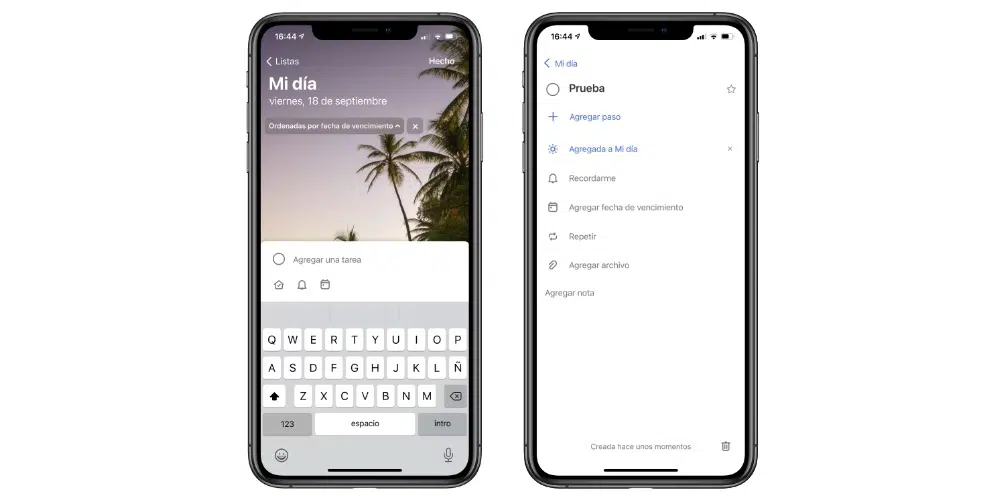 16:44
Listas
Hecho
Mi día
viernes, 18 de septiembre
Ordenadas por fecha de vencimiento
Agregar una tarea
Q W E R T Y U I O P
A S D F G H J K L Ñ
Z X C V B N M
123 espacio intro
16:44
Mi día
Prueba
Agregar paso
Agregada a Mi día
Recordarme
Agregar fecha de vencimiento
Repetir
Agregar archivo
Agregar nota
Creada hace unos momentos